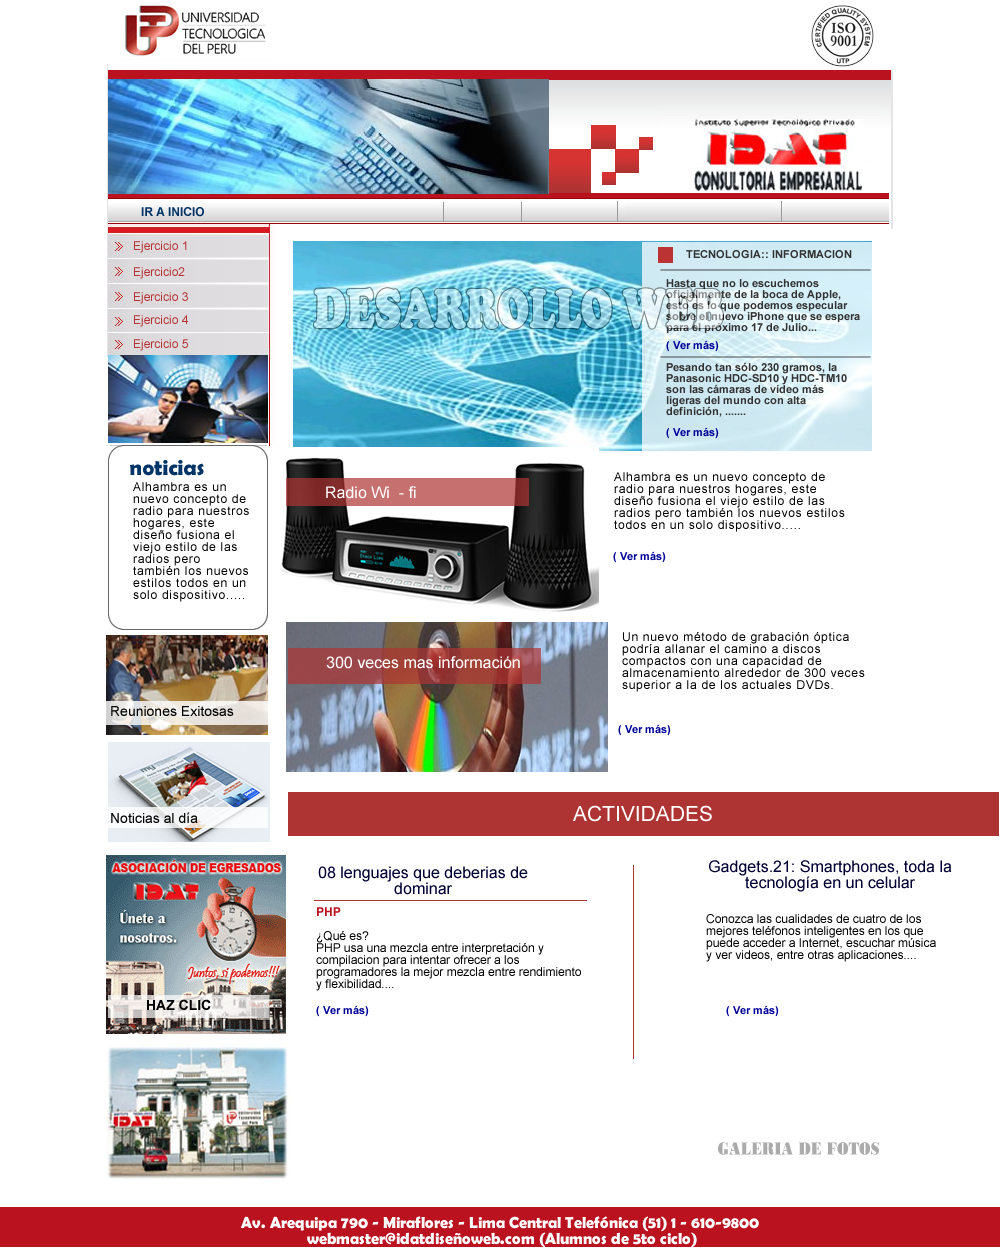 UNIVERSIDAD
TECNOLOGICA
DEL PERU
CERTIFIED QUALITY SYSTEM
ISO
9001
UTP
Instituto Superior Tecnológico Privado
IDAT
CONSULTORIA EMPRESARIAL
IR A INICIO
Ejercicio 1
Ejercicio2
Ejercicio 3
Ejercicio 4
Ejercicio 5
DESARROLLO WEB
TECNOLOGIA:: INFORMACION
Hasta que no lo escuchemos
oficialmente de la boca de Apple,
esto es lo que podemos especular
sobre el nuevo iPhone que se espera
para el próximo 17 de Julio...
( Ver más)
Pesando tan sólo 230 gramos, la
Panasonic HDC-SD10 y HDC-TM10
son las cámaras de video más
ligeras del mundo con alta
definición, .......
( Ver más)
noticias
Alhambra es un
nuevo concepto de
radio para nuestros
hogares, este
diseño fusiona el
viejo estilo de las
radios pero
también los nuevos
estilos todos en un
solo dispositivo.....
Radio Wi - fi
Alhambra es un nuevo concepto de
radio para nuestros hogares, este
diseño fusiona el viejo estilo de las
radios pero también los nuevos estilos
todos en un solo dispositivo.....
( Ver más)
Reuniones Exitosas
300 veces mas información
Un nuevo método de grabación óptica
podría allanar el camino a discos
compactos con una capacidad de
almacenamiento alrededor de 300 veces
superior a la de los actuales DVDs.
( Ver más)
Noticias al día
ACTIVIDADES
ASOCIACIÓN DE EGRESADOS
IDAT
Únete a
nosotros.
Juntos, sí podemos!!!
HAZ CLIC
08 lenguajes que deberias de
dominar
PHP
¿Qué es?
PHP usa una mezcla entre interpretación y
compilacion para intentar ofrecer a los
programadores la mejor mezcla entre rendimiento
y flexibilidad....
( Ver más)
Gadgets.21: Smartphones, toda la
tecnología en un celular
Conozca las cualidades de cuatro de los
mejores teléfonos inteligentes en los que
puede acceder a Internet, escuchar música
y ver videos, entre otras aplicaciones....
( Ver más)
IDAT
Universidad
Tecnológica
del Perú
GALERIA DE FOTOS
Av. Arequipa 790 - Miraflores - Lima Central Telefónica (51) 1 - 610-9800
webmaster@idatdiseñoweb.com (Alumnos de 5to ciclo)